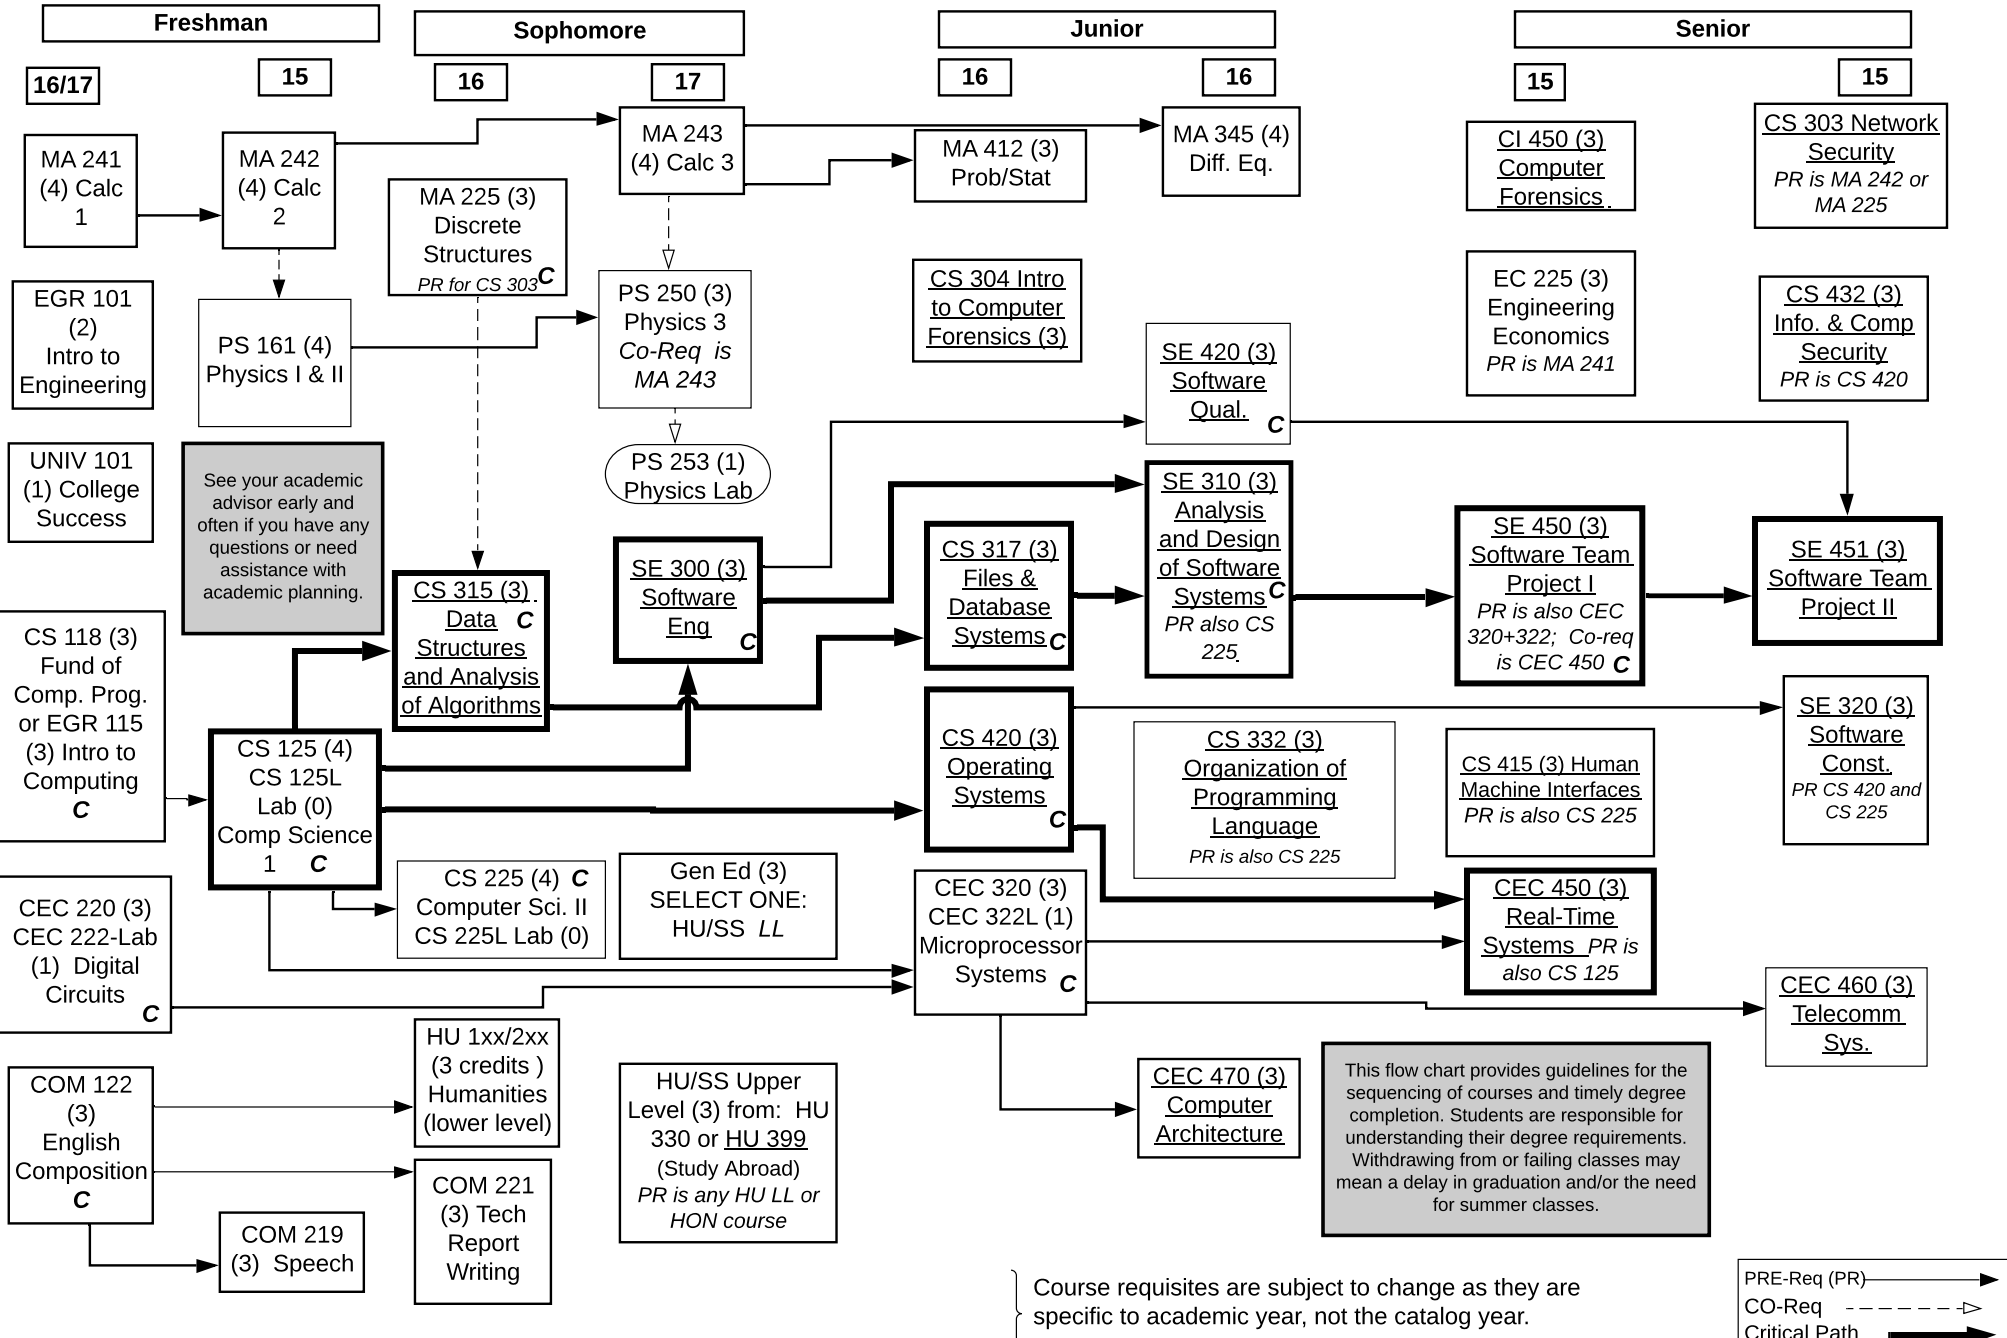 Freshman
Sophomore
Junior
Senior
16/17
15
16
17
16
16
15
15
MA 241
(4) Calc
1
MA 242
(4) Calc
2
MA 225 (3)
Discrete
Structures
PR for CS 303 C
MA 243
(4) Calc 3
MA 412 (3)
Prob/Stat
MA 345 (4)
Diff. Eq.
CI 450 (3)
Computer
Forensics
CS 303 Network
Security
PR is MA 242 or
MA 225
EGR 101
(2)
Intro to
Engineering
PS 161 (4)
Physics I & II
PS 250 (3)
Physics 3
Co-Req is
MA 243
CS 304 Intro
to Computer
Forensics (3)
SE 420 (3)
Software
Qual.
C
EC 225 (3)
Engineering
Economics
PR is MA 241
CS 432 (3)
Info. & Comp
Security
PR is CS 420
UNIV 101
(1) College
Success
See your academic
advisor early and
often if you have any
questions or need
assistance with
academic planning.
PS 253 (1)
Physics Lab
CS 315 (3)
Data C
Structures
and Analysis
of Algorithms
SE 300 (3)
Software
Eng
C
CS 317 (3)
Files &
Database
Systems C
SE 310 (3)
Analysis
and Design
of Software
Systems C
PR also CS
225.
SE 450 (3)
Software Team
Project I
PR is also CEC
320+322; Co-req
is CEC 450 C
SE 451 (3)
Software Team
Project II
CS 118 (3)
Fund of
Comp. Prog.
or EGR 115
(3) Intro to
Computing
C
CS 125 (4)
CS 125L
Lab (0)
Comp Science
1 C
CS 420 (3)
Operating
Systems
C
CS 332 (3)
Organization of
Programming
Language
PR is also CS 225
CS 415 (3) Human
Machine Interfaces
PR is also CS 225
SE 320 (3)
Software
Const.
PR CS 420 and
CS 225
CEC 220 (3)
CEC 222-Lab
(1) Digital
Circuits
C
CS 225 (4) C
Computer Sci. II
CS 225L Lab (0)
Gen Ed (3)
SELECT ONE:
HU/SS LL
CEC 320 (3)
CEC 322L (1)
Microprocessor
Systems C
CEC 450 (3)
Real-Time
Systems PR is
also CS 125
CEC 460 (3)
Telecomm
Sys.
COM 122
(3)
English
Composition
C
HU 1xx/2xx
(3 credits )
Humanities
(lower level)
HU/SS Upper
Level (3) from: HU
330 or HU 399
(Study Abroad)
PR is any HU LL or
HON course
CEC 470 (3)
Computer
Architecture
This flow chart provides guidelines for the
sequencing of courses and timely degree
completion. Students are responsible for
understanding their degree requirements.
Withdrawing from or failing classes may
mean a delay in graduation and/or the need
for summer classes.
COM 219
(3) Speech
COM 221
(3) Tech
Report
Writing
Course requisites are subject to change as they are
specific to academic year, not the catalog year.
PRE-Req (PR)
CO-Req
Critical Path